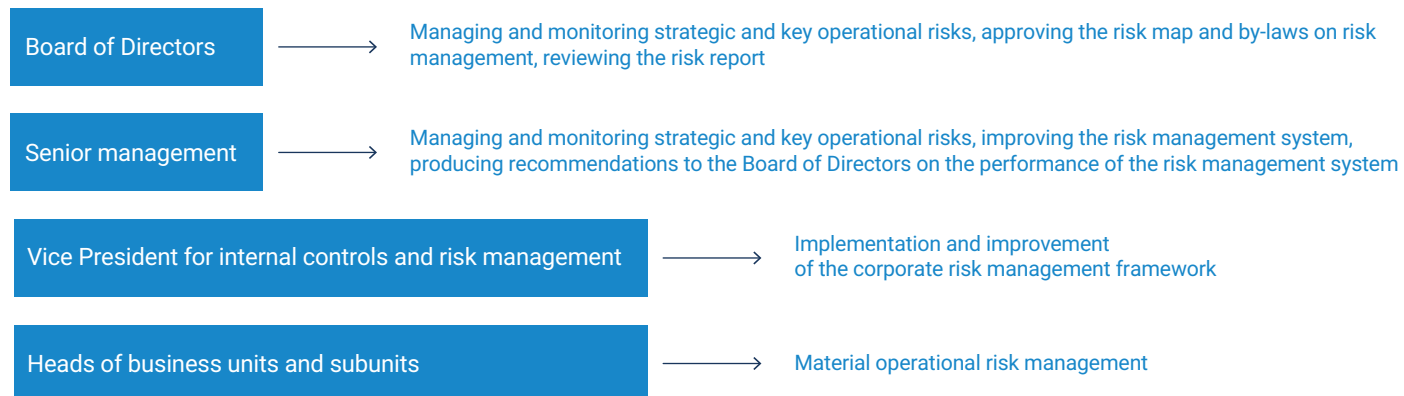 Board of Directors
Managing and monitoring strategic and key operational risks, approving the risk map and by-laws on risk
management, reviewing the risk report
Senior management
Managing and monitoring strategic and key operational risks, improving the risk management system,
producing recommendations to the Board of Directors on the performance of the risk management system
Vice President for internal controls and risk management
Implementation and improvement
of the corporate risk management framework
Heads of business units and subunits
Material operational risk management